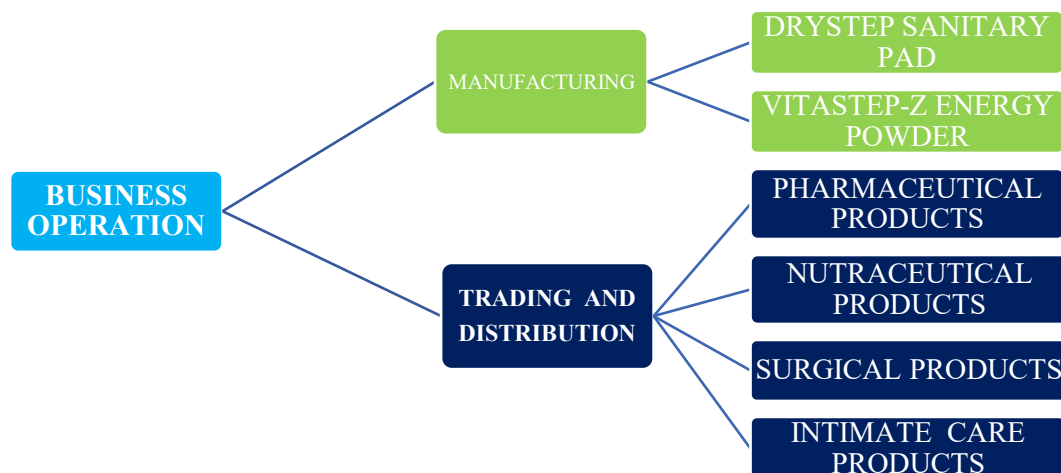 BUSINESS
OPERATION
MANUFACTURING
DRYSTEP SANITARY
PAD
VITASTEP-Z ENERGY
POWDER
TRADING AND
DISTRIBUTION
PHARMACEUTICAL
PRODUCTS
NUTRACEUTICAL
PRODUCTS
SURGICAL PRODUCTS
INTIMATE CARE
PRODUCTS